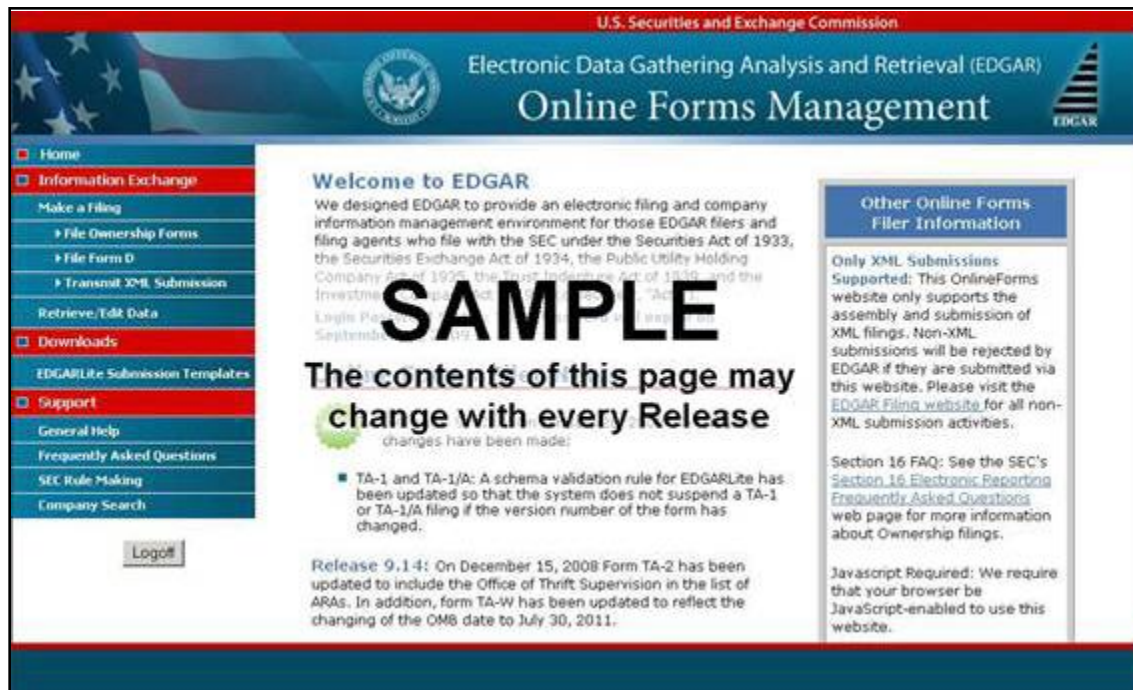 U.S. Securities and Exchange Commission
Electronic Data Gathering Analysis and Retrieval (EDGAR)
Online Forms Management
EDGAR
Home
Information Exchange
Make a Filing
File Ownership Forms
File Form D
Transmit XML Submission
Retrieve/Edit Data
Downloads
EDGARLite Submission Templates
Support
General Help
Frequently Asked Questions
SEC Rule Making
Company Search
Logoff
Welcome to EDGAR
We designed EDGAR to provide an electronic filing and company
information management environment for those EDGAR filers and
filing agents who file with the SEC under the Securities Act of 1933,
the Securities Exchange Act of 1934, the Public Utility Holding
Company Act of 1935, the Trust Indenture Act of 1939, and the
SAMPLE
The contents of this page may
change with every Release
changes have been made:
TA-1 and TA-1/A: A schema validation rule for EDGARLite has
been updated so that the system does not suspend a TA-1
or TA-1/A filing if the version number of the form has
changed.
Release 9.14: On December 15, 2008 Form TA-2 has been
updated to include the Office of Thrift Supervision in the list of
ARAs. In addition, form TA-W has been updated to reflect the
changing of the OMB date to July 30, 2011.
Other Online Forms
Filer Information
Only XML Submissions
Supported: This OnlineForms
website only supports the
assembly and submission of
XML filings. Non-XML
submissions will be rejected by
EDGAR if they are submitted via
this website. Please visit the
EDGAR Filing website for all non-
XML submission activities.
Section 16 FAQ: See the SEC's
Section 16 Electronic Reporting
Frequently Asked Questions
web page for more information
about Ownership filings.
Javascript Required: We require
that your browser be
JavaScript-enabled to use this
website.